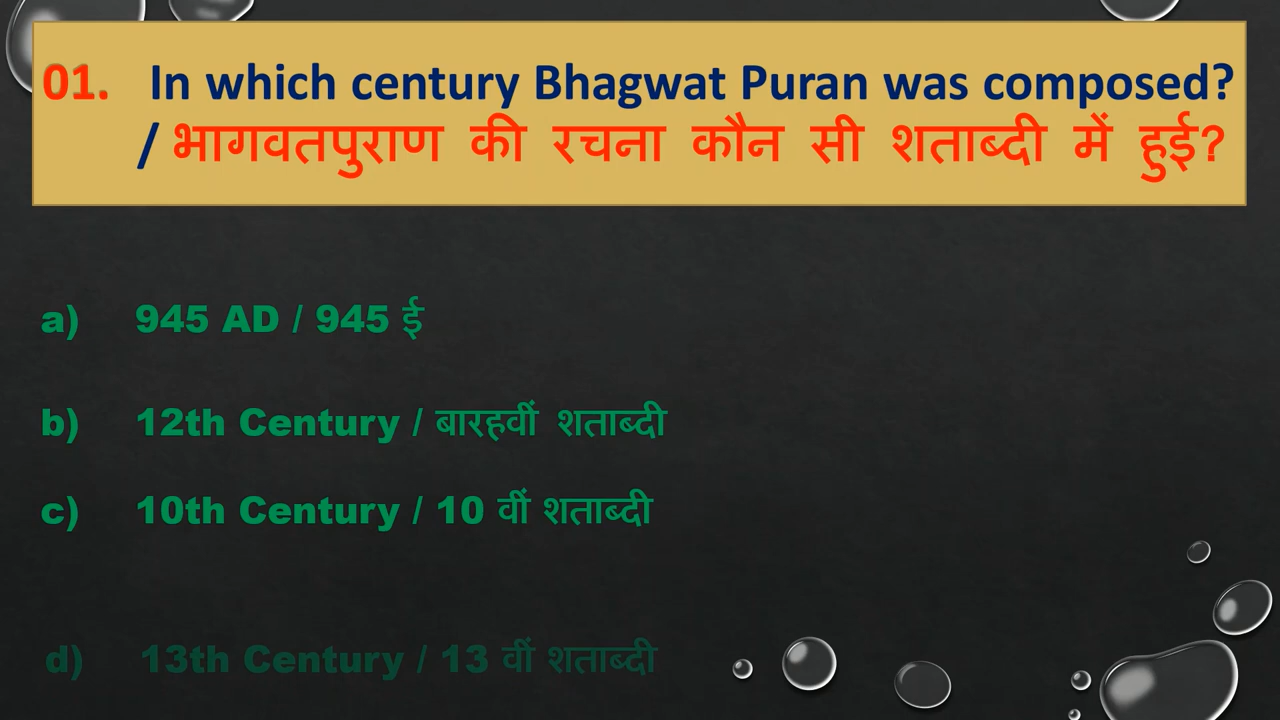 01. In which century Bhagwat Puran was composed?
/ भागवतपुराण की रचना कौन सी शताब्दी में हुई?
a) 945 AD / 945 ई
b) 12th Century / बारहवीं शताब्दी
c) 10th Century / 10 वीं शताब्दी
d) 13th Century / 13 वीं शताब्दी